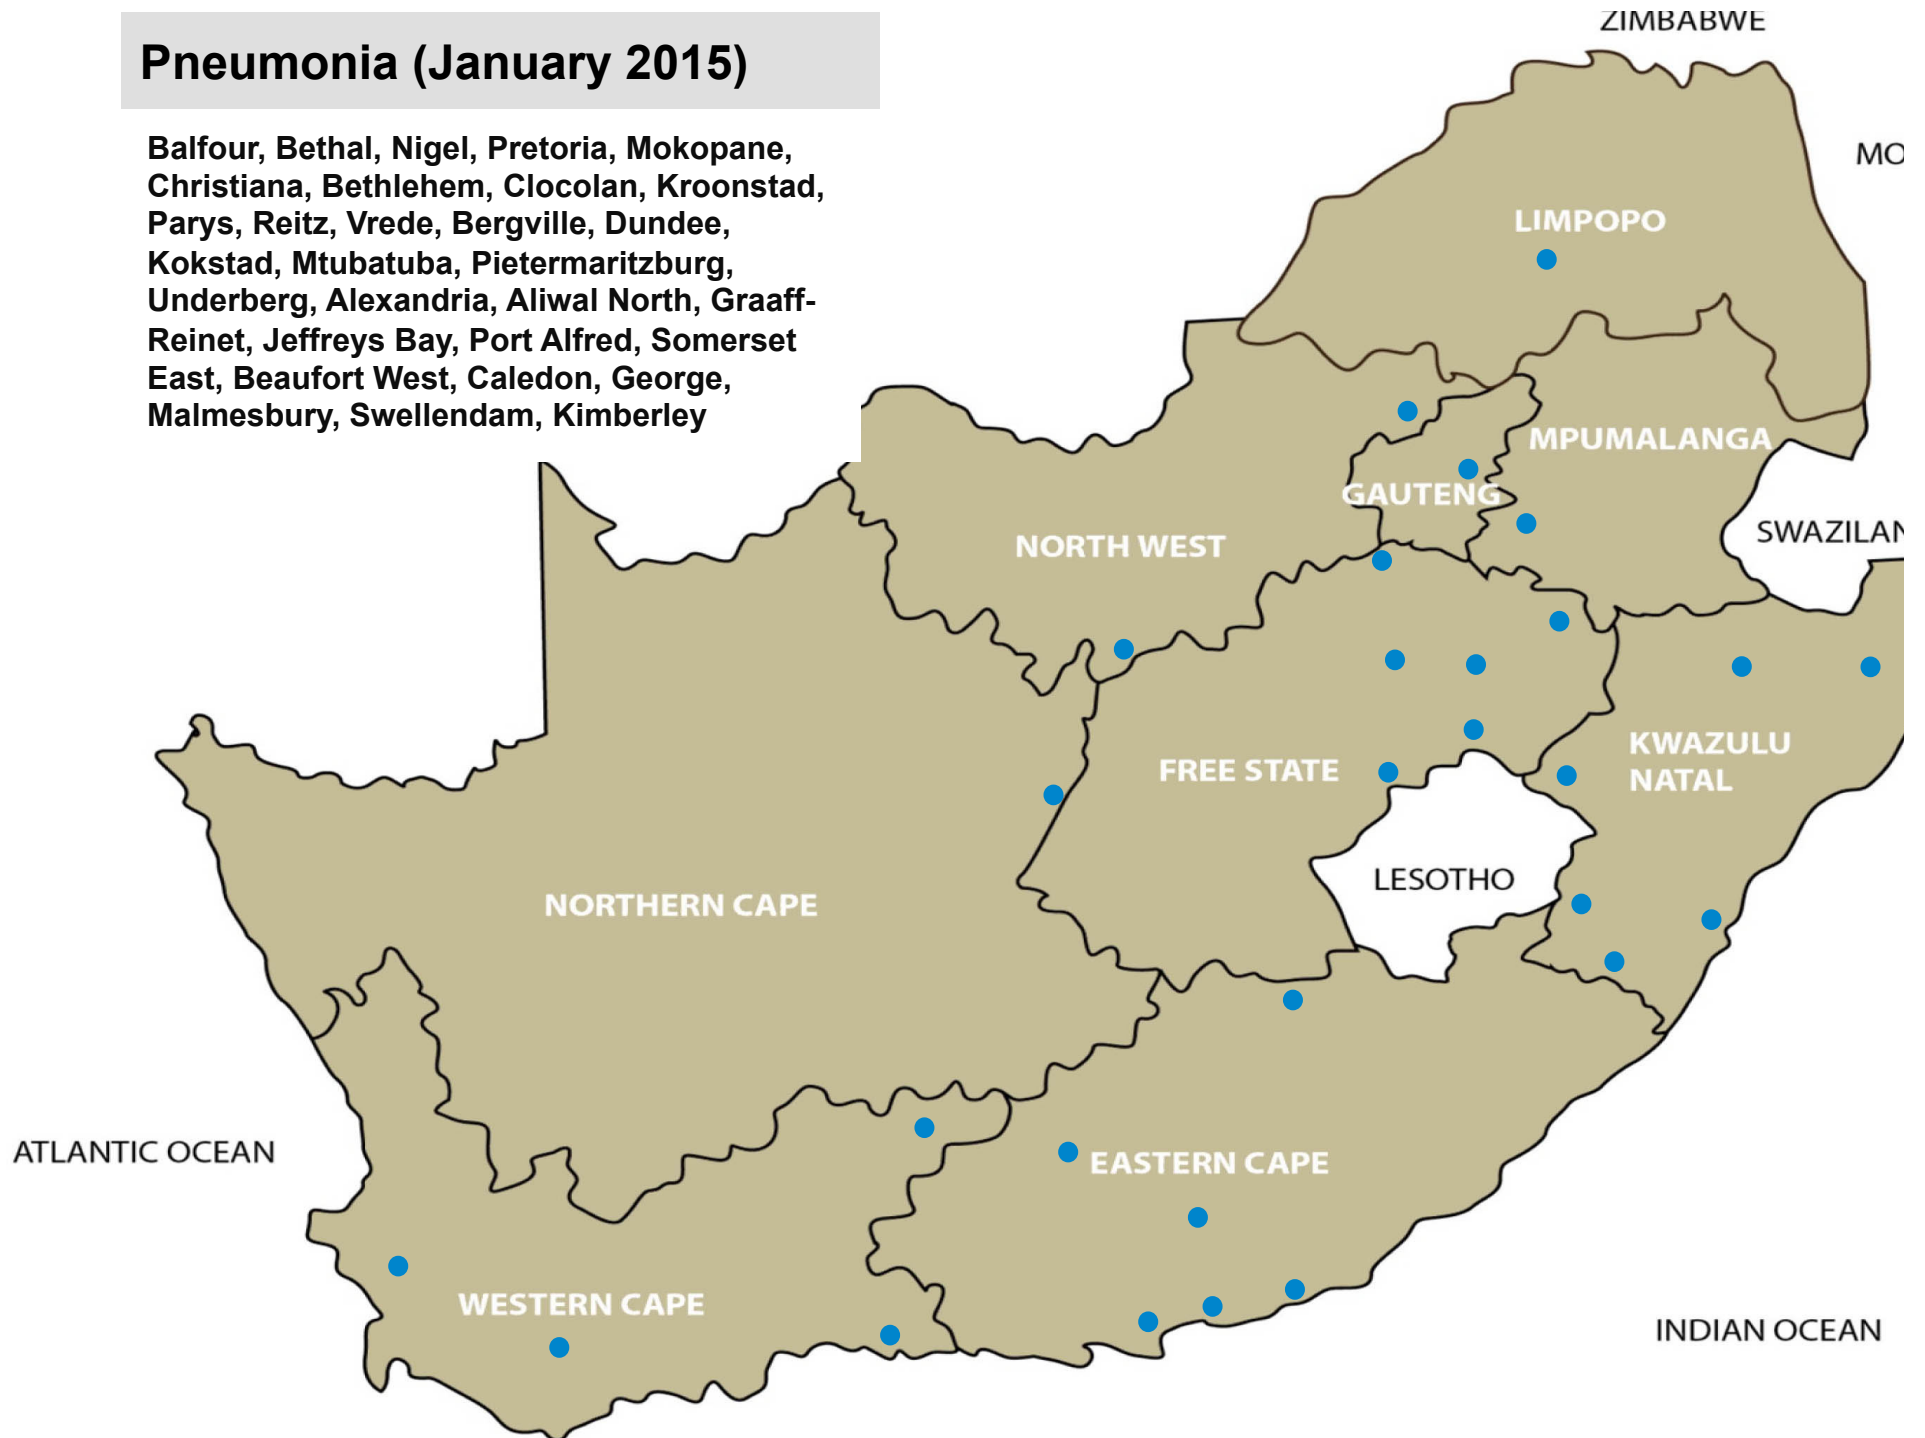 Pneumonia (January 2015)
Balfour, Bethal, Nigel, Pretoria, Mokopane,
Christiana, Bethlehem, Clocolan, Kroonstad,
Parys, Reitz, Vrede, Bergville, Dundee,
Kokstad, Mtubatuba, Pietermaritzburg,
Underberg, Alexandria, Aliwal North, Graaff-
Reinet, Jeffreys Bay, Port Alfred, Somerset
East, Beaufort West, Caledon, George,
Malmesbury, Swellendam, Kimberley
ZIMBABWE
MO
LIMPOPO
MPUMALANGA
GAUTENG
SWAZILAN
NORTH WEST
KWAZULU
NATAL
FREE STATE
LESOTHO
NORTHERN CAPE
ATLANTIC OCEAN
EASTERN CAPE
WESTERN CAPE
INDIAN OCEAN